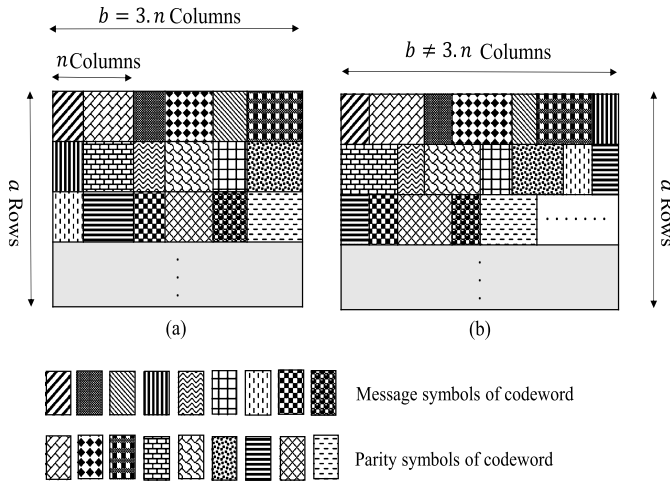 b = 3.n Columns
n Columns
b ≠ 3.n Columns
a Rows
a Rows
(a)
(b)
Message symbols of codeword
Parity symbols of codeword